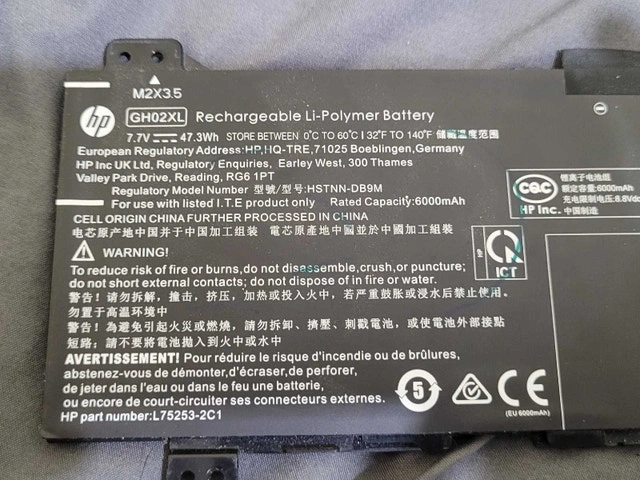 M2X3.5
hp GH02XL Rechargeable Li-Polymer Battery
7.7V 47.3Wh STORE BETWEEN 0°C TO 60°C | 32°F TO 140°F 儲藏溫度范围
European Regulatory Address:HP,HQ-TRE,71025 Boeblingen,Germany
HP Inc UK Ltd, Regulatory Enquiries, Earley West, 300 Thames
Valley Park Drive, Reading, RG6 1PT
Regulatory Model Number 型號/型号:HSTNN-DB9M
For use with listed I.T.E product only Rated Capacity:6000mAh
CELL ORIGIN CHINA FURTHER PROCESSED IN CHINA
电芯原产地中国并于中国加工组装 電芯原產地中國並於中國加工組裝
WARNING!
To reduce risk of fire or burns,do not disassemble,crush,or puncture;
do not short external contacts; do not dispose of in fire or water.
警告! 请勿拆解，撞击，挤压，加热或投入火中，若严重鼓胀或浸水后禁止使用。
勿置于高温环境中
警告! 為避免引起火災或燃燒，請勿拆卸、擠壓、刺戳電池，或使電池外部接點
短路; 請不要將電池拋入到火中或水中
AVERTISSEMENT! Pour réduire le risque d'incendie ou de brûlures,
abstenez-vous de démonter,d'écraser,de perforer,
de jeter dans l'eau ou dans le feu une batterie,
ou encore de court-circuiter ses connecteurs externes.
HP part number:L75253-2C1
CQC
HP Inc.
锂离子电池组
额定容量:6000mAh
充电限制电压:8.8Vdc
中国制造
HP
ICT
5
CE
(EU 6000mAh)